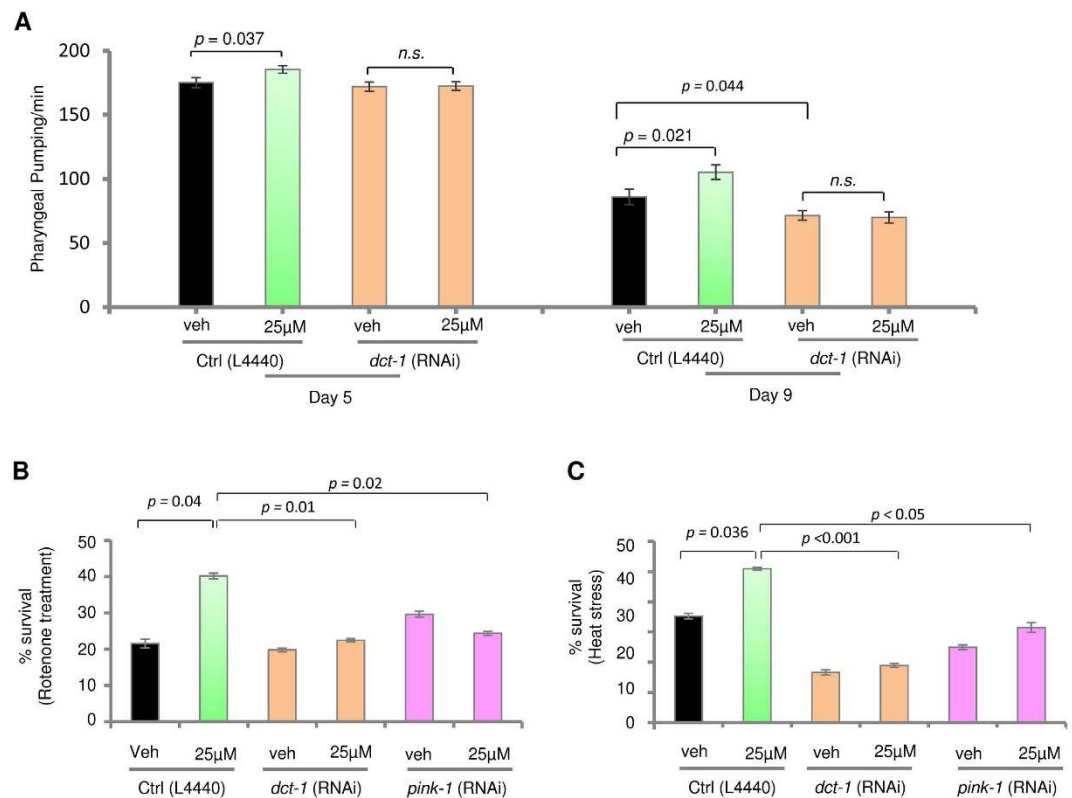 A
Pharyngeal Pumping/min
200
150
100
50
0
p = 0.037
n.s.
p = 0.044
p = 0.021
n.s.
veh 25µM veh 25µM veh 25µM veh 25µM
Ctrl (L4440) dct-1 (RNAi) Ctrl (L4440) dct-1 (RNAi)
Day 5 Day 9
B
% survival
(Rotenone treatment)
50
40
30
20
10
0
p = 0.02
p = 0.04
p = 0.01
Veh 25µM veh 25µM veh 25µM
Ctrl (L4440) dct-1 (RNAi) pink-1 (RNAi)
C
% survival
(Heat stress)
50
40
30
20
10
0
p < 0.05
p = 0.036
p <0.001
veh 25µM veh 25µM veh 25µM
Ctrl (L4440) dct-1 (RNAi) pink-1 (RNAi)